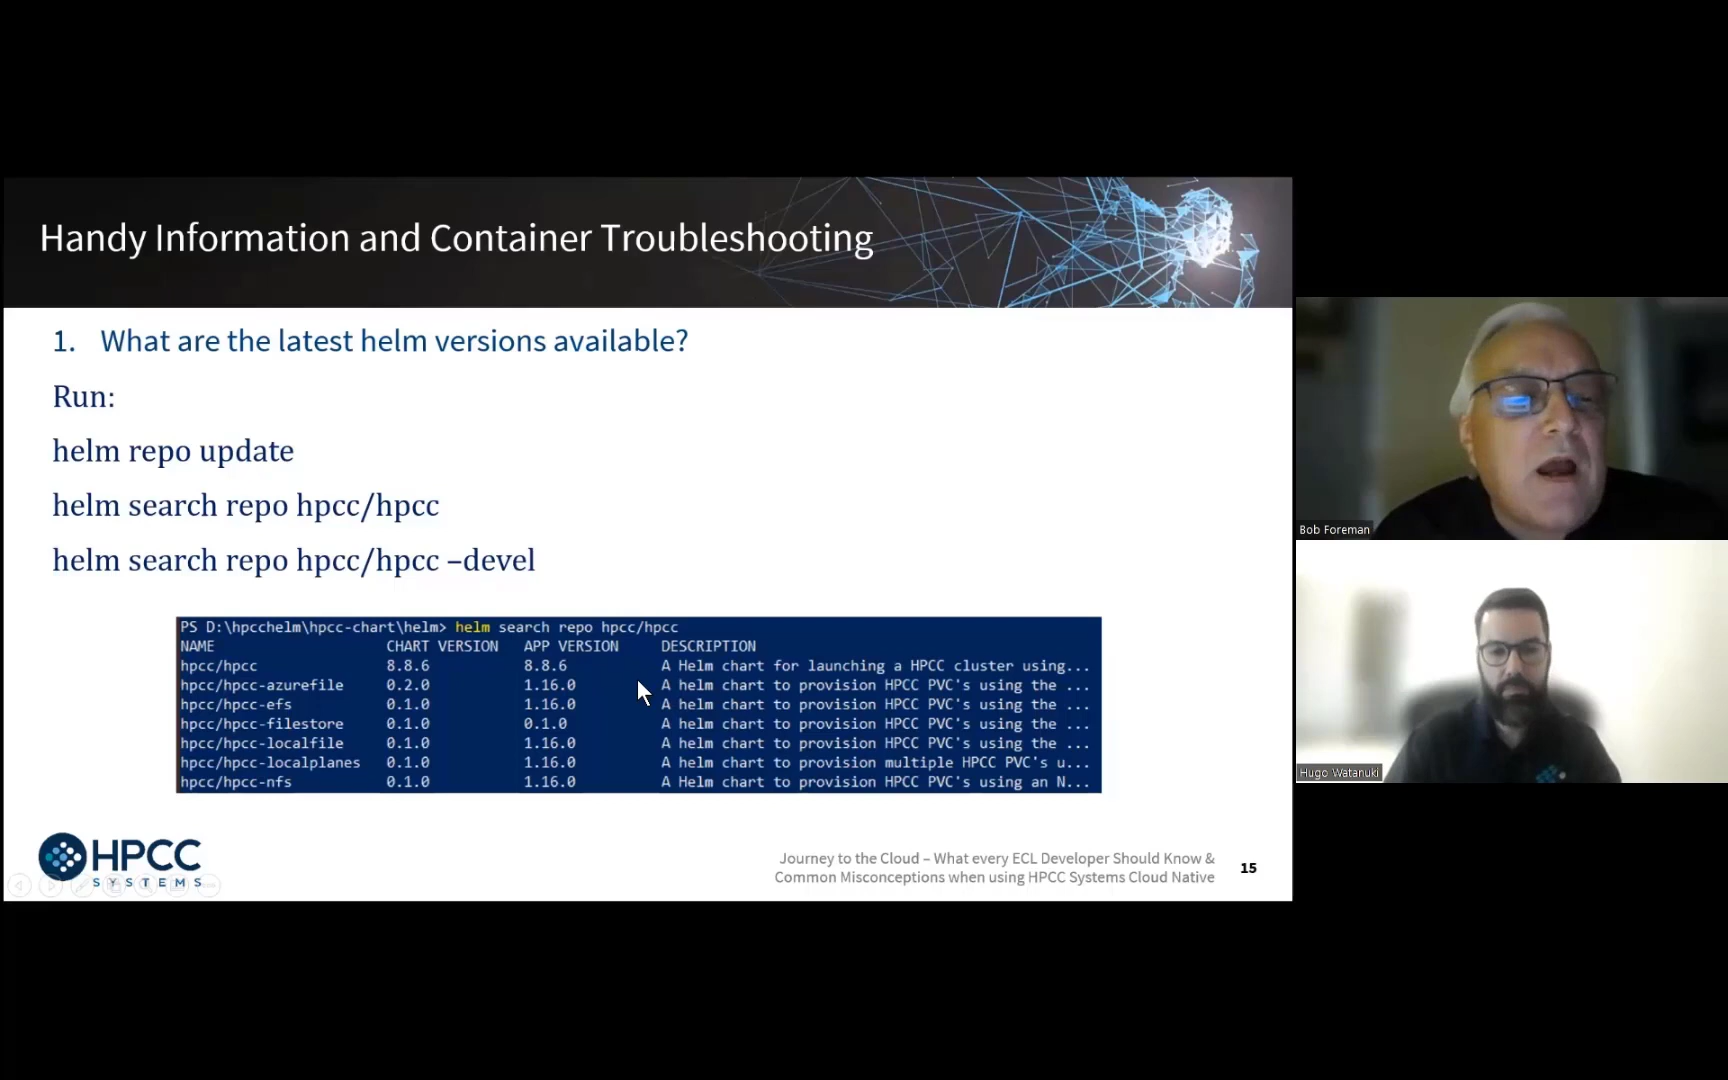 Handy Information and Container Troubleshooting
1. What are the latest helm versions available?
Run:
helm repo update
helm search repo hpcc/hpcc
helm search repo hpcc/hpcc –devel
PS D:\hpcchelm\hpcc-chart\helm> helm search repo hpcc/hpcc
NAME CHART VERSION APP VERSION DESCRIPTION
hpcc/hpcc 8.8.6 8.8.6 A Helm chart for launching a HPCC cluster using...
hpcc/hpcc-azurefile 0.2.0 1.16.0 A helm chart to provision HPCC PVC's using the ...
hpcc/hpcc-efs 0.1.0 1.16.0 A helm chart to provision HPCC PVC's using the ...
hpcc/hpcc-filestore 0.1.0 0.1.0 A helm chart to provision HPCC PVC's using the ...
hpcc/hpcc-localfile 0.1.0 1.16.0 A helm chart to provision HPCC PVC's using the ...
hpcc/hpcc-localplanes 0.1.0 1.16.0 A helm chart to provision multiple HPCC PVC's u...
hpcc/hpcc-nfs 0.1.0 1.16.0 A Helm chart to provision HPCC PVC's using an N...
HPCC
SYSTEMS
Journey to the Cloud – What every ECL Developer Should Know &
Common Misconceptions when using HPCC Systems Cloud Native
15
Bob Foreman
Hugo Watanuki